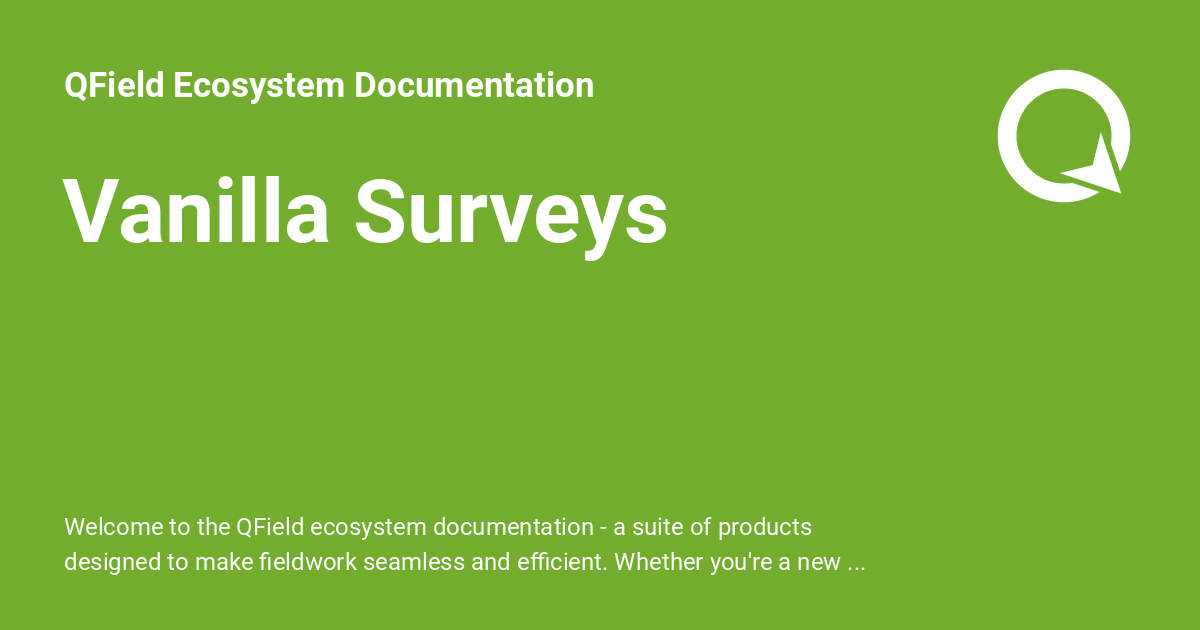 QField Ecosystem Documentation
Vanilla Surveys
Welcome to the QField ecosystem documentation - a suite of products
designed to make fieldwork seamless and efficient. Whether you're a new ...